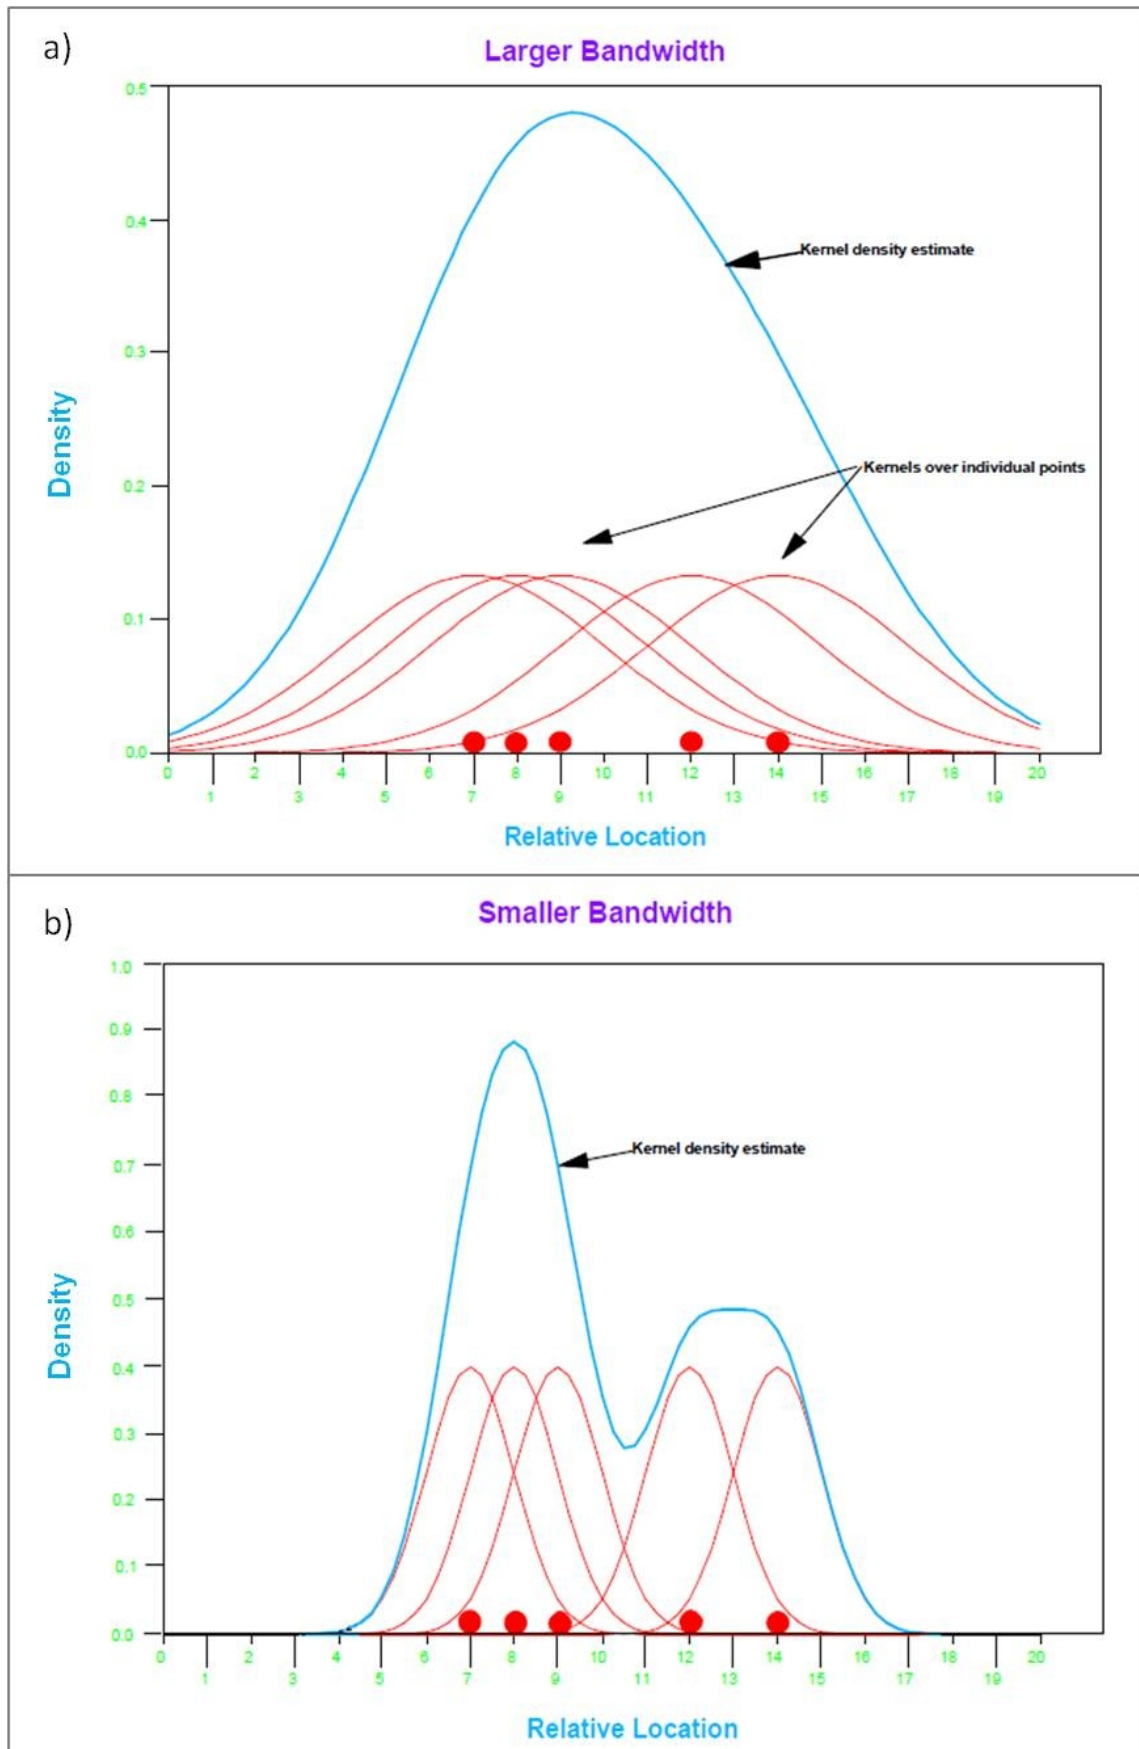 a)
Larger Bandwidth
0.5
0.4
Kernel density estimate
0.3
Density
0.2
Kernels over individual points
0.1
0.0
0 2 4 6 8 10 12 14 16 18 20
1 3 5 7 9 11 13 15 17 19
Relative Location
b)
Smaller Bandwidth
1.0
0.9
0.8
Kernel density estimate
0.7
0.6
0.5
Density
0.4
0.3
0.2
0.1
0.0
0 2 4 6 8 10 12 14 16 18 20
1 3 5 7 9 11 13 15 17 19
Relative Location